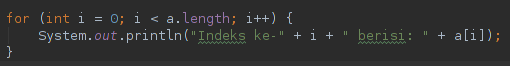 for (int i = 0; i < a.length; i++) {
    System.out.println("Indeks ke-" + i + " berisi: " + a[i]);
}